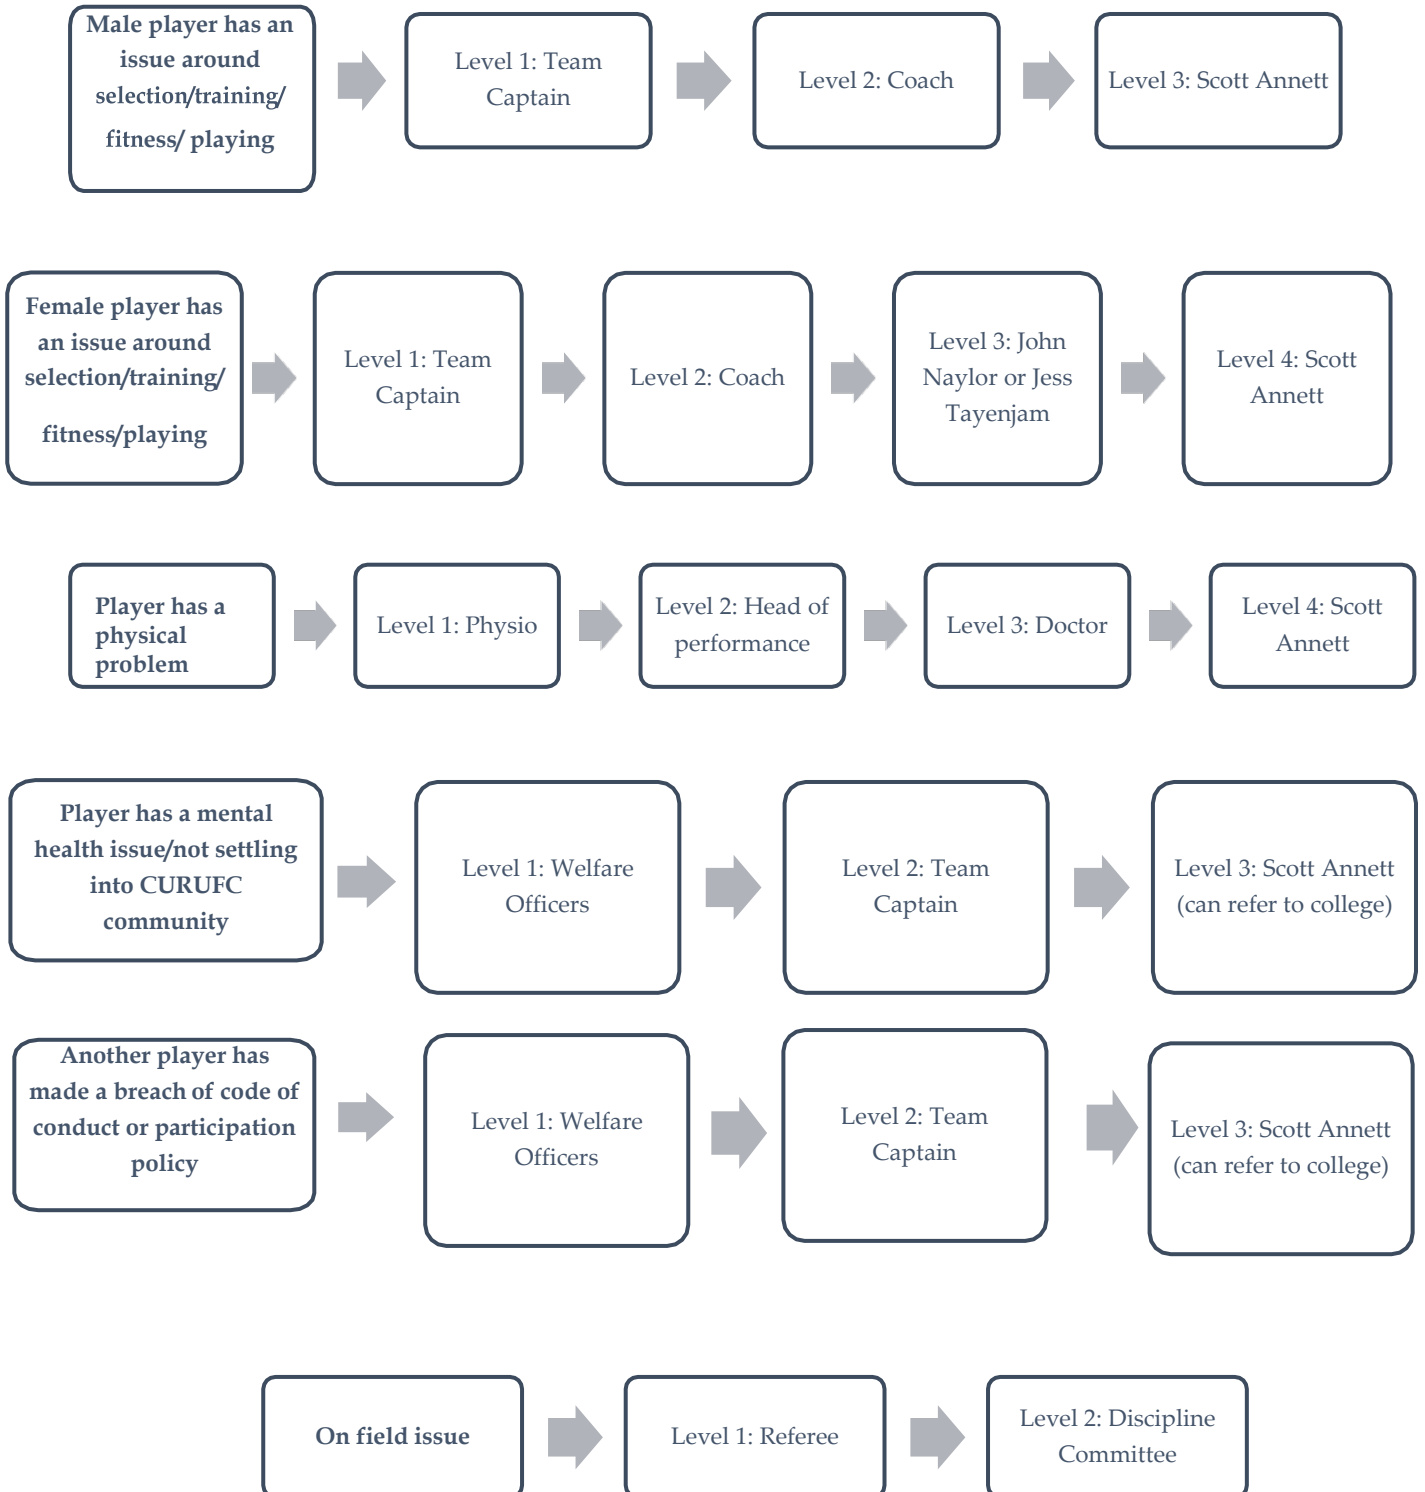 Male player has an
issue around
selection/training/
fitness/ playing
Level 1: Team
Captain
Level 2: Coach
Level 3: Scott Annett
Female player has
an issue around
selection/training/
fitness/playing
Level 1: Team
Captain
Level 2: Coach
Level 3: John
Naylor or Jess
Tayenjam
Level 4: Scott
Annett
Player has a
physical
problem
Level 1: Physio
Level 2: Head of
performance
Level 3: Doctor
Level 4: Scott
Annett
Player has a mental
health issue/not settling
into CURUFC
community
Level 1: Welfare
Officers
Level 2: Team
Captain
Level 3: Scott Annett
(can refer to college)
Another player has
made a breach of code of
conduct or participation
policy
Level 1: Welfare
Officers
Level 2: Team
Captain
Level 3: Scott Annett
(can refer to college)
On field issue
Level 1: Referee
Level 2: Discipline
Committee